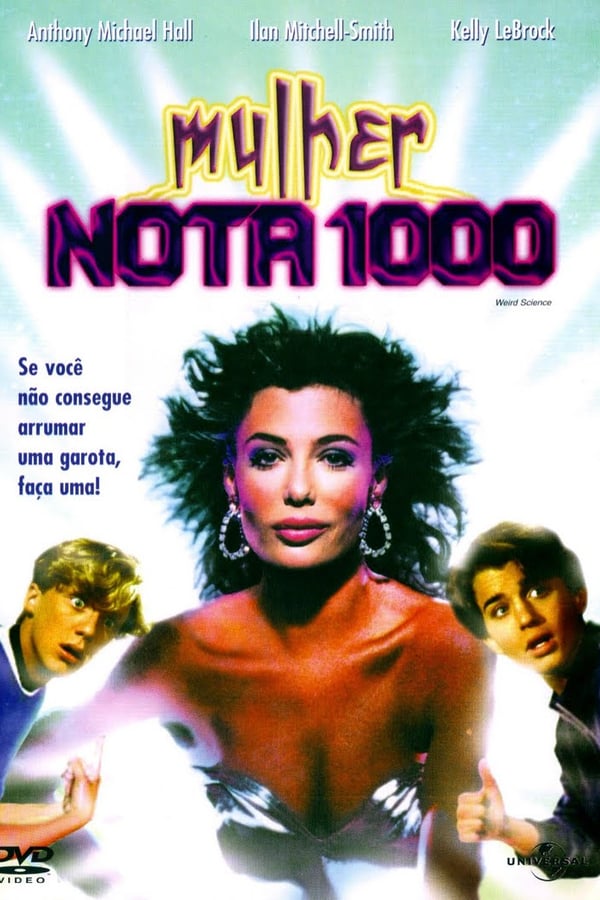 Anthony Michael Hall Ilan Mitchell-Smith Kelly LeBrock
mulher
NOTA 1000
Weird Science
Se você
não consegue
arrumar
uma garota,
faça uma!
DVD
VIDEO
UNIVERSAL